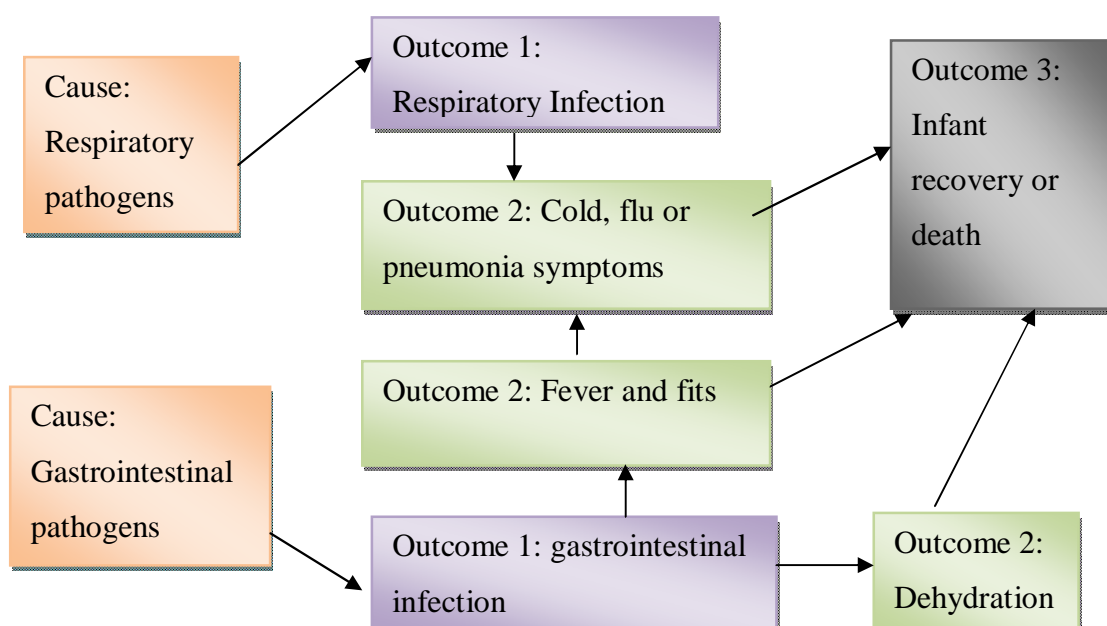 Cause:
Respiratory
pathogens
Outcome 1:
Respiratory Infection
Outcome 2: Cold, flu or
pneumonia symptoms
Outcome 3:
Infant
recovery or
death
Outcome 2: Fever and fits
Cause:
Gastrointestinal
pathogens
Outcome 1: gastrointestinal
infection
Outcome 2:
Dehydration